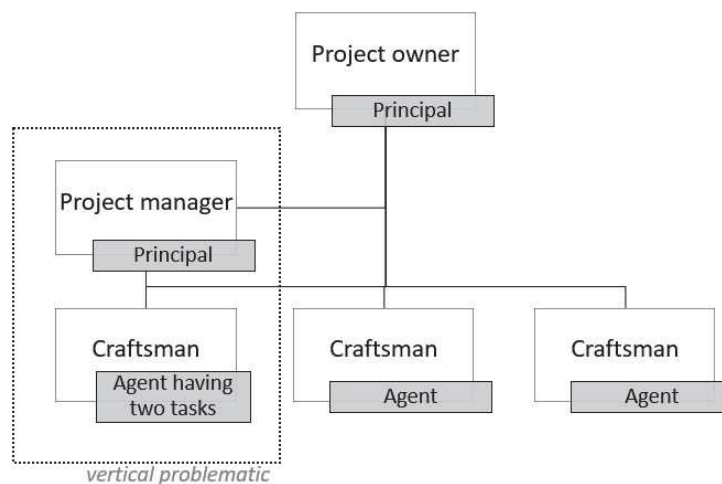 Project owner
Principal
Project manager
Principal
Craftsman
Agent having
two tasks
Craftsman
Agent
Craftsman
Agent
vertical problematic